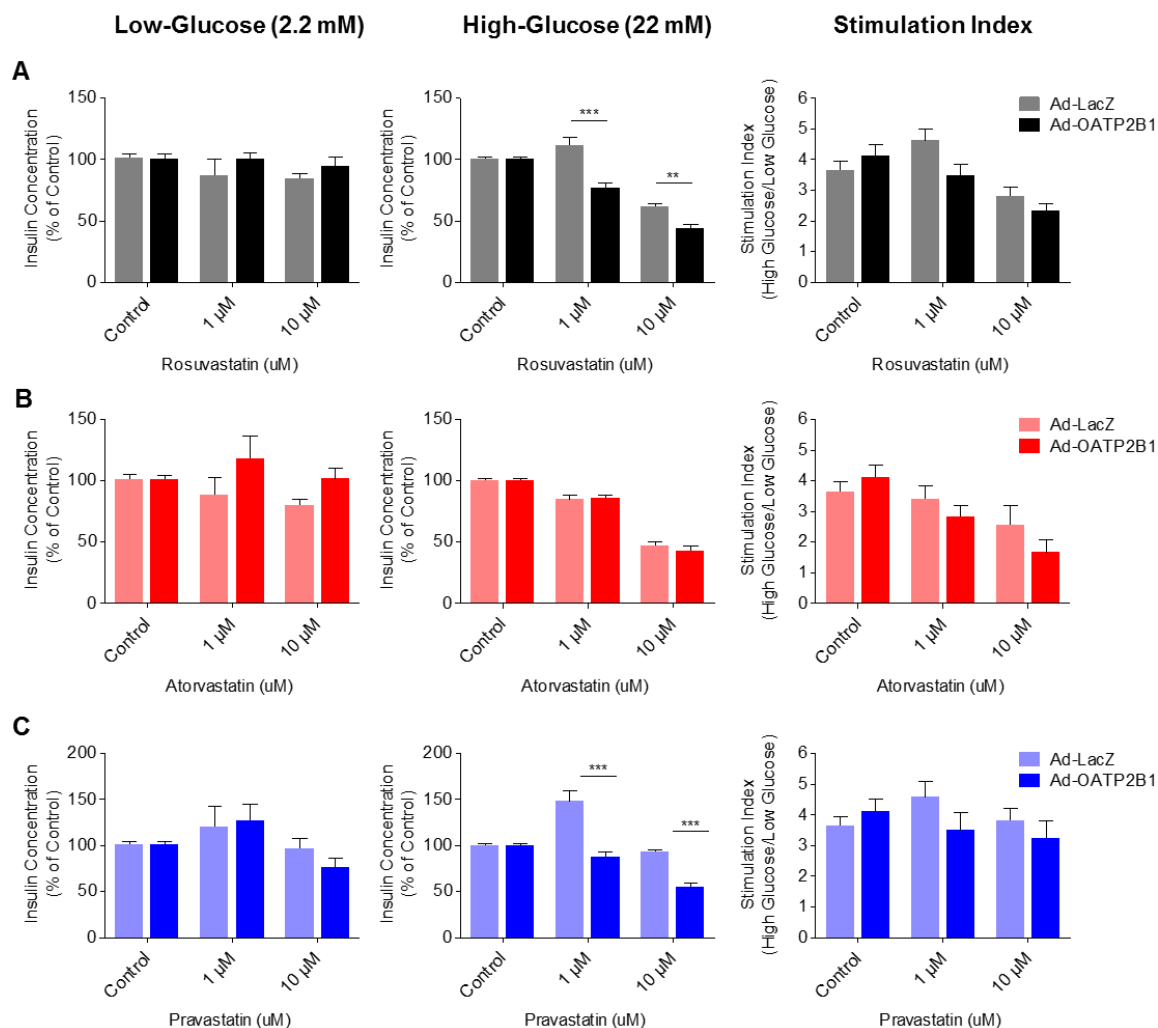 Low-Glucose (2.2 mM)
High-Glucose (22 mM)
Stimulation Index
A
Insulin Concentration
(% of Control)
150
100
50
0
Control
1 µM
10 µM
Rosuvastatin (uM)
Insulin Concentration
(% of Control)
150
100
50
0
***
**
Control
1 µM
10 µM
Rosuvastatin (uM)
Stimulation Index
(High Glucose/Low Glucose)
6
5
4
3
2
1
0
Control
1 µM
10 µM
Rosuvastatin (uM)
Ad-LacZ
Ad-OATP2B1
B
Insulin Concentration
(% of Control)
150
100
50
0
Control
1 µM
10 µM
Atorvastatin (uM)
Insulin Concentration
(% of Control)
150
100
50
0
Control
1 µM
10 µM
Atorvastatin (uM)
Stimulation Index
(High Glucose/Low Glucose)
6
5
4
3
2
1
0
Control
1 µM
10 µM
Atorvastatin (uM)
Ad-LacZ
Ad-OATP2B1
C
Insulin Concentration
(% of Control)
200
150
100
50
0
Control
1 µM
10 µM
Pravastatin (uM)
Insulin Concentration
(% of Control)
200
150
100
50
0
***
***
Control
1 µM
10 µM
Pravastatin (uM)
Stimulation Index
(High Glucose/Low Glucose)
6
5
4
3
2
1
0
Control
1 µM
10 µM
Pravastatin (uM)
Ad-LacZ
Ad-OATP2B1